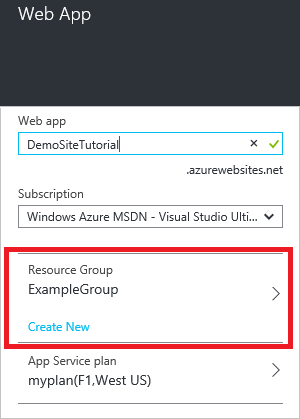 Web App
Web app
DemoSiteTutorial
.azurewebsites.net
Subscription
Windows Azure MSDN - Visual Studio Ulti...
Resource Group
ExampleGroup
Create New
App Service plan
myplan(F1,West US)